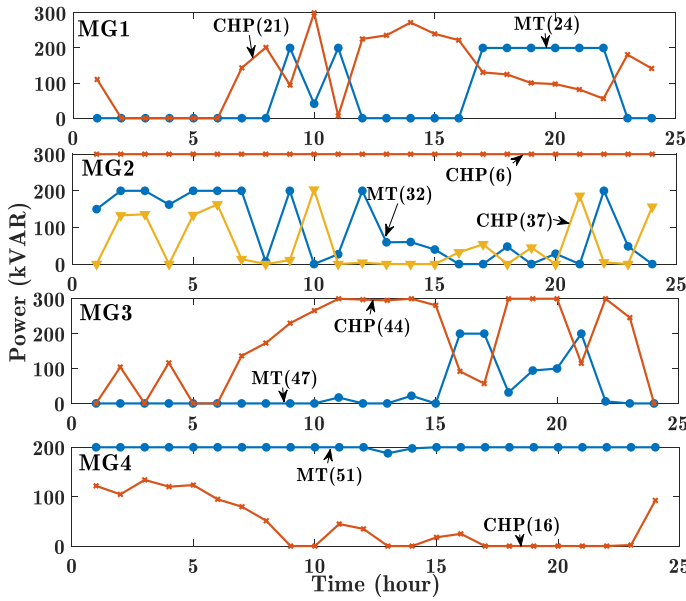 MG1
CHP(21)
MT(24)
300
200
100
0
0 5 10 15 20 25
MG2
CHP(6)
MT(32)
CHP(37)
300
200
100
0
0 5 10 15 20 25
MG3
CHP(44)
MT(47)
300
200
100
0
0 5 10 15 20 25
MG4
MT(51)
CHP(16)
200
100
0
0 5 10 15 20 25
Power (kVAR)
Time (hour)